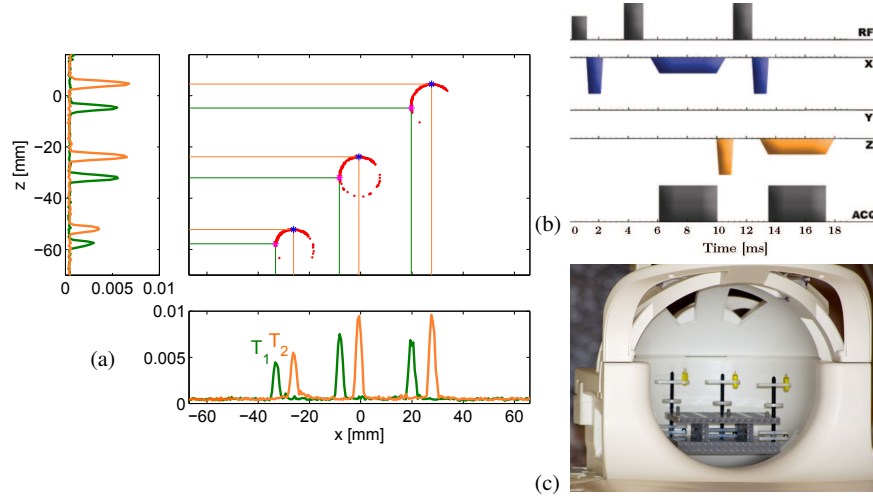 z [mm]
0
−20
−40
−60
0 0.005 0.01
0.01
0.005
0
T1 T2
−60 −40 −20 0 20 40 60
x [mm]
(a)
RF
X
Y
Z
ACQ
0 2 4 6 8 10 12 14 16 18
Time [ms]
(b)
(c)